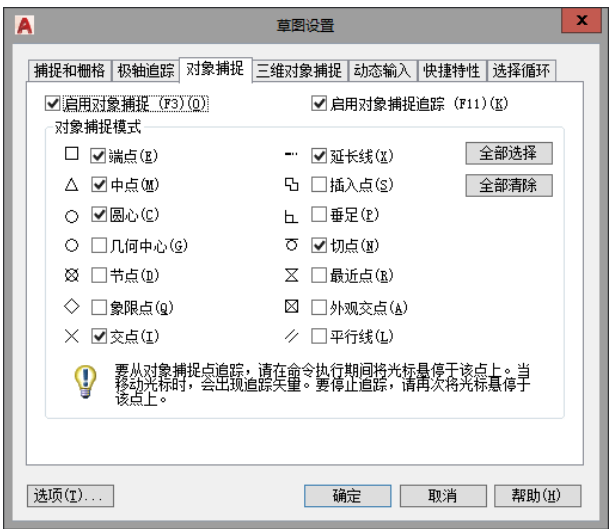 草图设置
捕捉和栅格 极轴追踪 对象捕捉 三维对象捕捉 动态输入 快捷特性 选择循环
启用对象捕捉 (F3)(O) 启用对象捕捉追踪 (F11)(K)
对象捕捉模式
端点(E) 延长线(X) 全部选择
中点(M) 插入点(S) 全部清除
圆心(C) 垂足(P)
几何中心(G) 切点(N)
节点(D) 最近点(R)
象限点(Q) 外观交点(A)
交点(I) 平行线(L)
要从对象捕捉点追踪，请在命令执行期间将光标悬停于该点上。当
移动光标时，会出现追踪矢量。要停止追踪，请再次将光标悬停于
该点上。
选项(T)... 确定 取消 帮助(H)